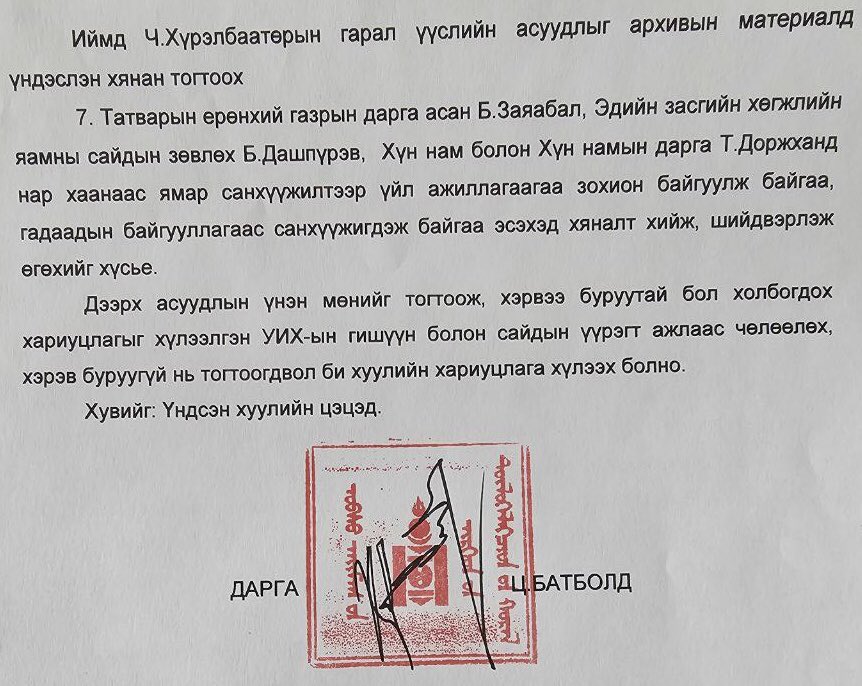 Иймд Ч.Хүрэлбаатөрын гарал үүслийн асуудлыг архивын материалд
үндэслэн хянан тогтоох
7. Татварын ерөнхий газрын дарга асан Б.Заяабал, Эдийн засгийн хөгжлийн
яамны сайдын зөвлөх Б.Дашпүрэв, Хүн нам болон Хүн намын дарга Т.Доржханд
нар хаанаас ямар санхүүжилтээр үйл ажиллагаагаа зохион байгуулж байгаа,
гадаадын байгууллагаас санхүүжигдэж байгаа эсэхэд хяналт хийж, шийдвэрлэж
өгөхийг хүсье.
Дээрх асуудлын үнэн мөнийг тогтоож, хэрвээ буруутай бол холбогдох
хариуцлагыг хүлээлгэн УИХ-ын гишүүн болон сайдын үүрэгт ажлаас чөлөөлөх,
хэрэв буруугүй нь тогтоогдвол би хуулийн хариуцлага хүлээх болно.
Хувийг: Үндсэн хуулийн цэцэд.
ДАРГА Ц.БАТБОЛД